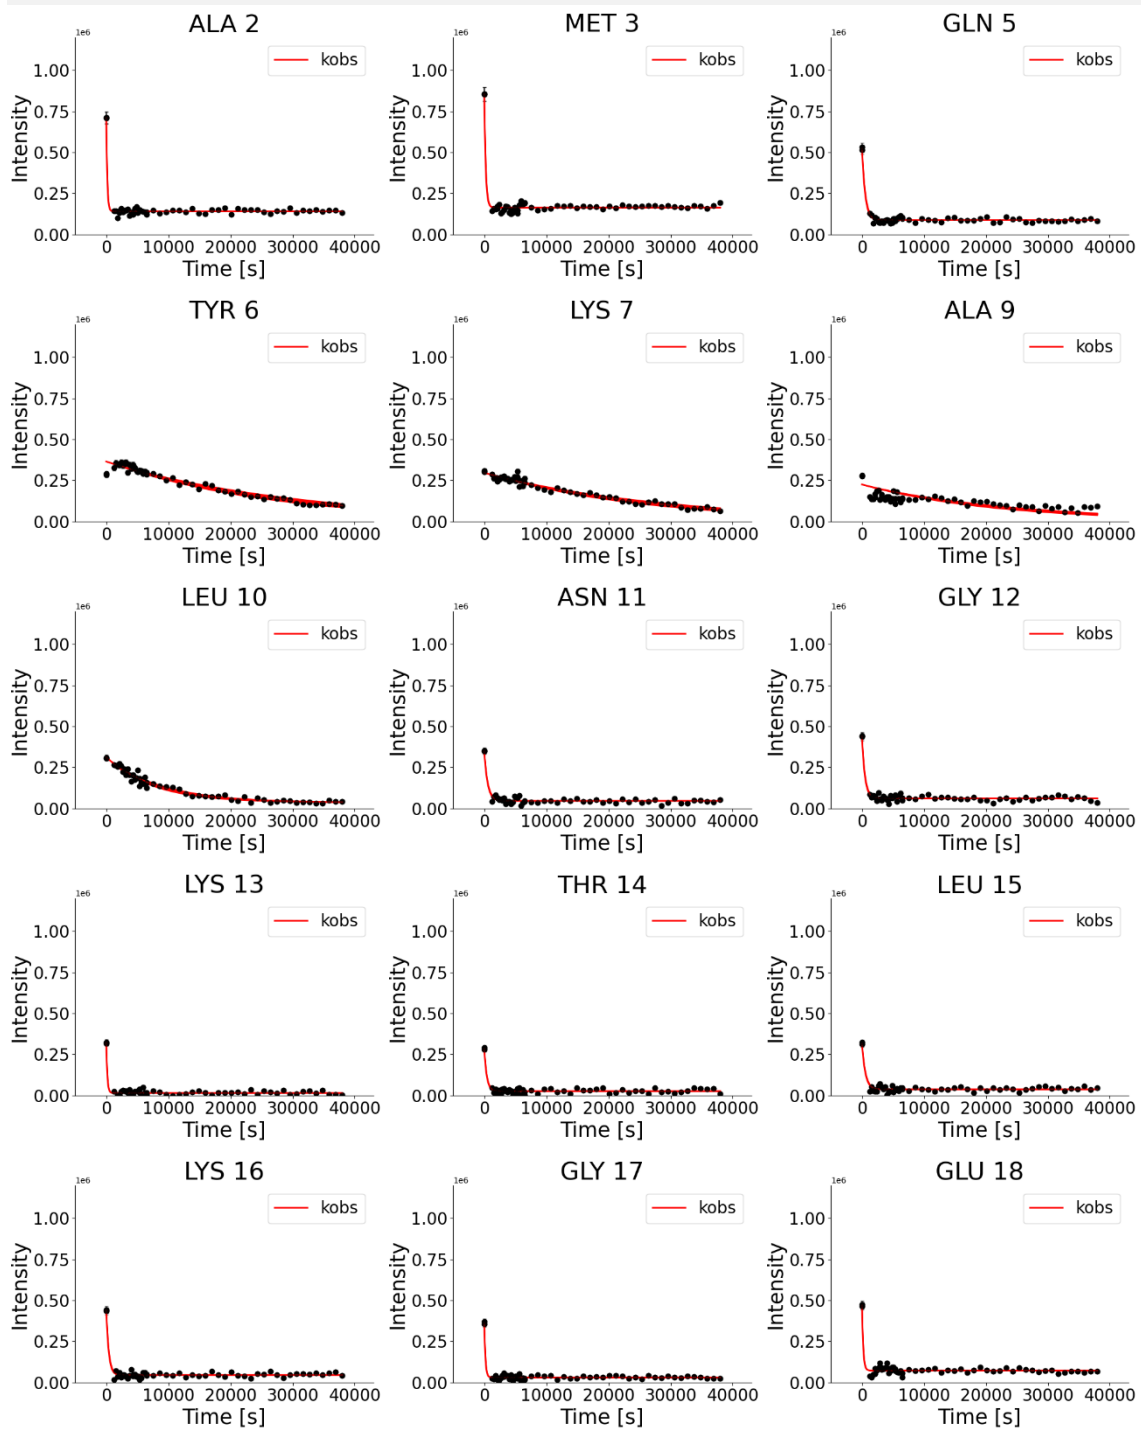 ALA 2
1e6
kobs
Intensity
1.00
0.75
0.50
0.25
0.00
0 10000 20000 30000 40000
Time [s]
MET 3
1e6
kobs
Intensity
1.00
0.75
0.50
0.25
0.00
0 10000 20000 30000 40000
Time [s]
GLN 5
1e6
kobs
Intensity
1.00
0.75
0.50
0.25
0.00
0 10000 20000 30000 40000
Time [s]
TYR 6
1e6
kobs
Intensity
1.00
0.75
0.50
0.25
0.00
0 10000 20000 30000 40000
Time [s]
LYS 7
1e6
kobs
Intensity
1.00
0.75
0.50
0.25
0.00
0 10000 20000 30000 40000
Time [s]
ALA 9
1e6
kobs
Intensity
1.00
0.75
0.50
0.25
0.00
0 10000 20000 30000 40000
Time [s]
LEU 10
1e6
kobs
Intensity
1.00
0.75
0.50
0.25
0.00
0 10000 20000 30000 40000
Time [s]
ASN 11
1e6
kobs
Intensity
1.00
0.75
0.50
0.25
0.00
0 10000 20000 30000 40000
Time [s]
GLY 12
1e6
kobs
Intensity
1.00
0.75
0.50
0.25
0.00
0 10000 20000 30000 40000
Time [s]
LYS 13
1e6
kobs
Intensity
1.00
0.75
0.50
0.25
0.00
0 10000 20000 30000 40000
Time [s]
THR 14
1e6
kobs
Intensity
1.00
0.75
0.50
0.25
0.00
0 10000 20000 30000 40000
Time [s]
LEU 15
1e6
kobs
Intensity
1.00
0.75
0.50
0.25
0.00
0 10000 20000 30000 40000
Time [s]
LYS 16
1e6
kobs
Intensity
1.00
0.75
0.50
0.25
0.00
0 10000 20000 30000 40000
Time [s]
GLY 17
1e6
kobs
Intensity
1.00
0.75
0.50
0.25
0.00
0 10000 20000 30000 40000
Time [s]
GLU 18
1e6
kobs
Intensity
1.00
0.75
0.50
0.25
0.00
0 10000 20000 30000 40000
Time [s]